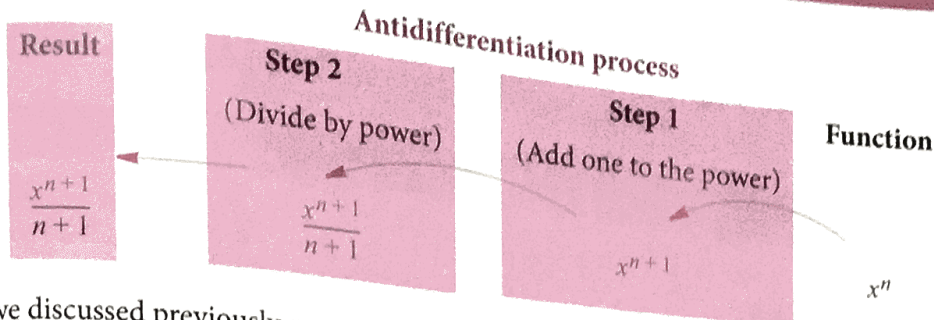 Antidifferentiation process
Result
Step 2
(Divide by power)
Step 1
(Add one to the power)
Function
x^{n+1}/(n+1)
x^{n+1}/(n+1)
x^{n+1}
x^n
we discussed previously